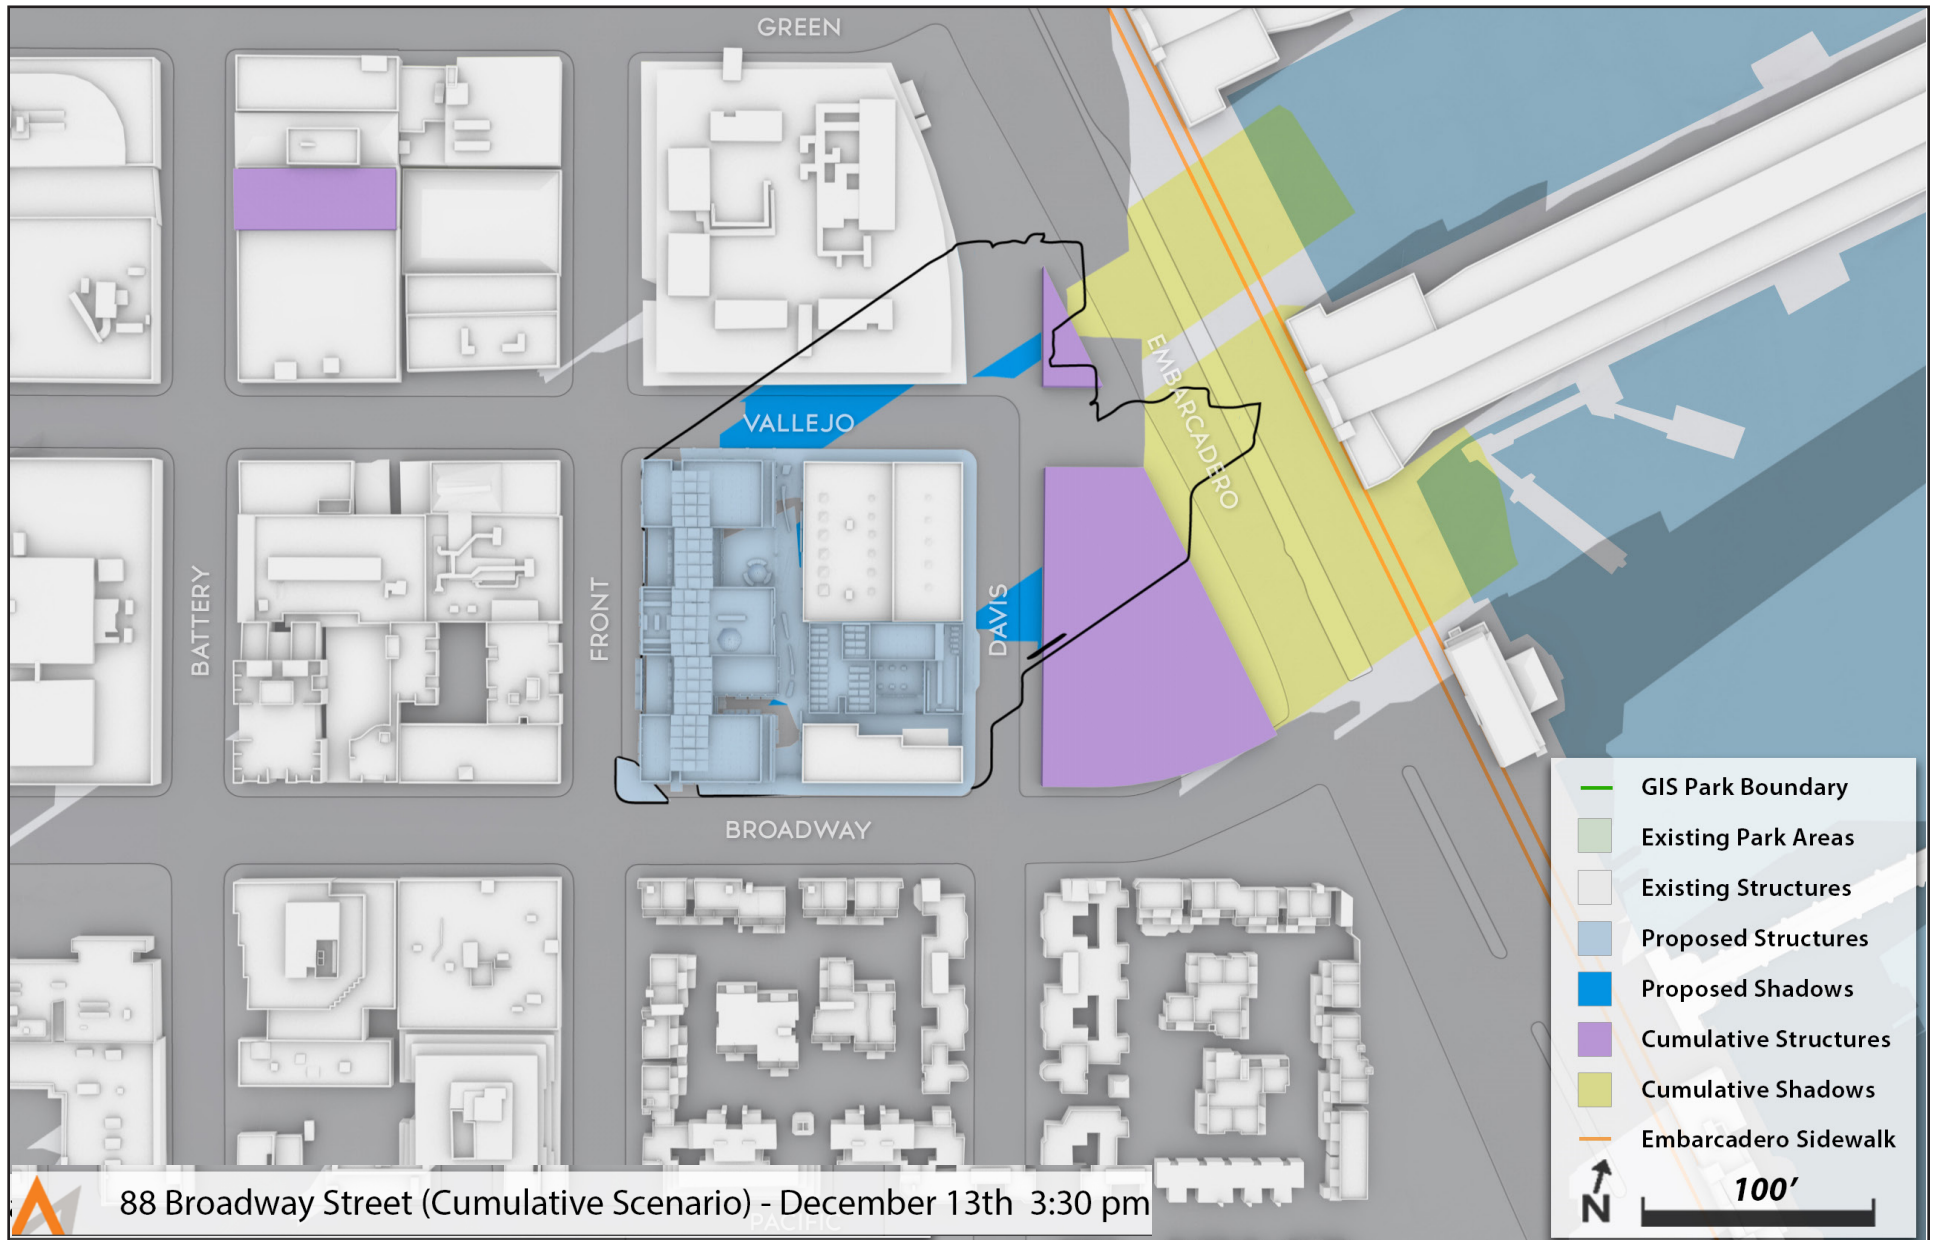 GREEN
EMBARCADERO
VALLEJO
BATTERY
FRONT
DAVIS
BROADWAY
GIS Park Boundary
Existing Park Areas
Existing Structures
Proposed Structures
Proposed Shadows
Cumulative Structures
Cumulative Shadows
Embarcadero Sidewalk
N
100’
88 Broadway Street (Cumulative Scenario) - December 13th 3:30 pm
PACIFIC